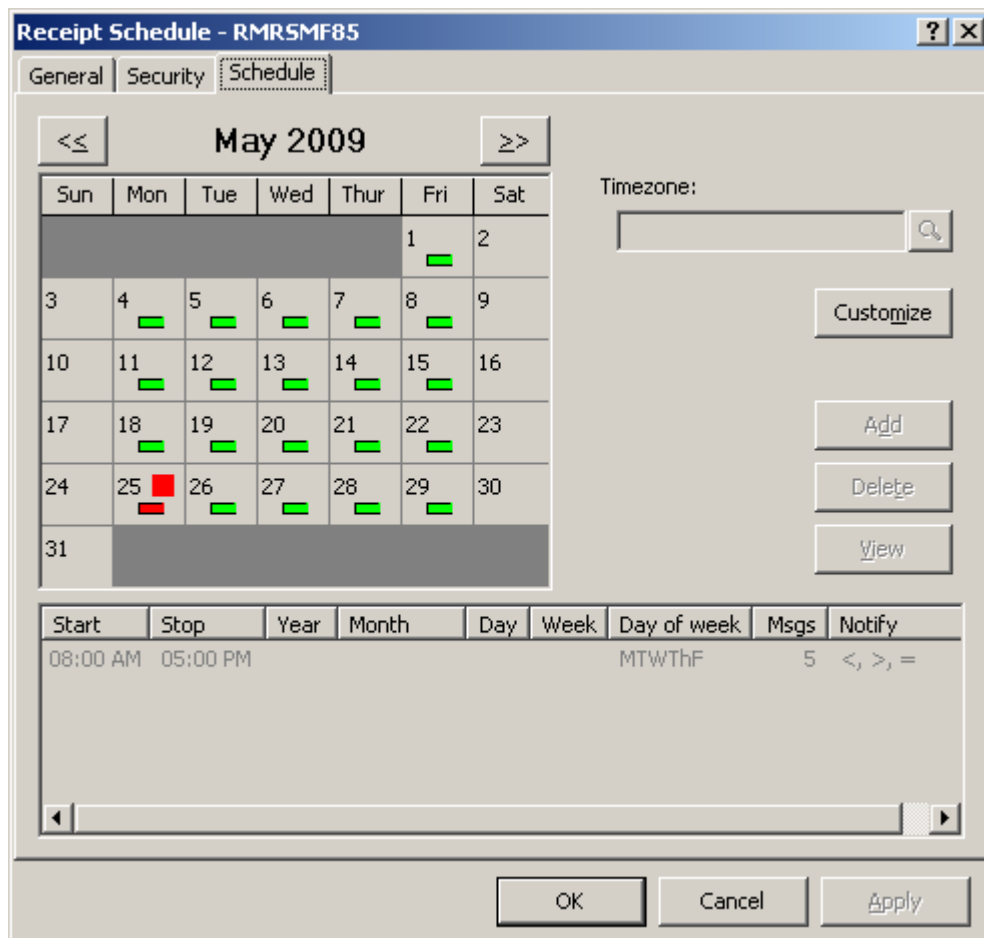 Receipt Schedule - RMRSMF85
General Security Schedule
<< May 2009 >>
Sun Mon Tue Wed Thur Fri Sat
Timezone:
1 2
3 4 5 6 7 8 9
Customize
10 11 12 13 14 15 16
17 18 19 20 21 22 23
Add
24 25 26 27 28 29 30
Delete
31
View
Start Stop Year Month Day Week Day of week Msgs Notify
08:00 AM 05:00 PM MTWThF 5 <, >, =
OK Cancel Apply